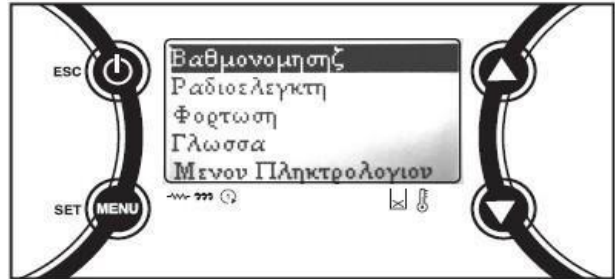 ESC
Βαθμονομησηζ
Ραδιοελεγκτη
Φορτωση
Γλωσσα
Μενου Πληκτρολογιου
SET MENU